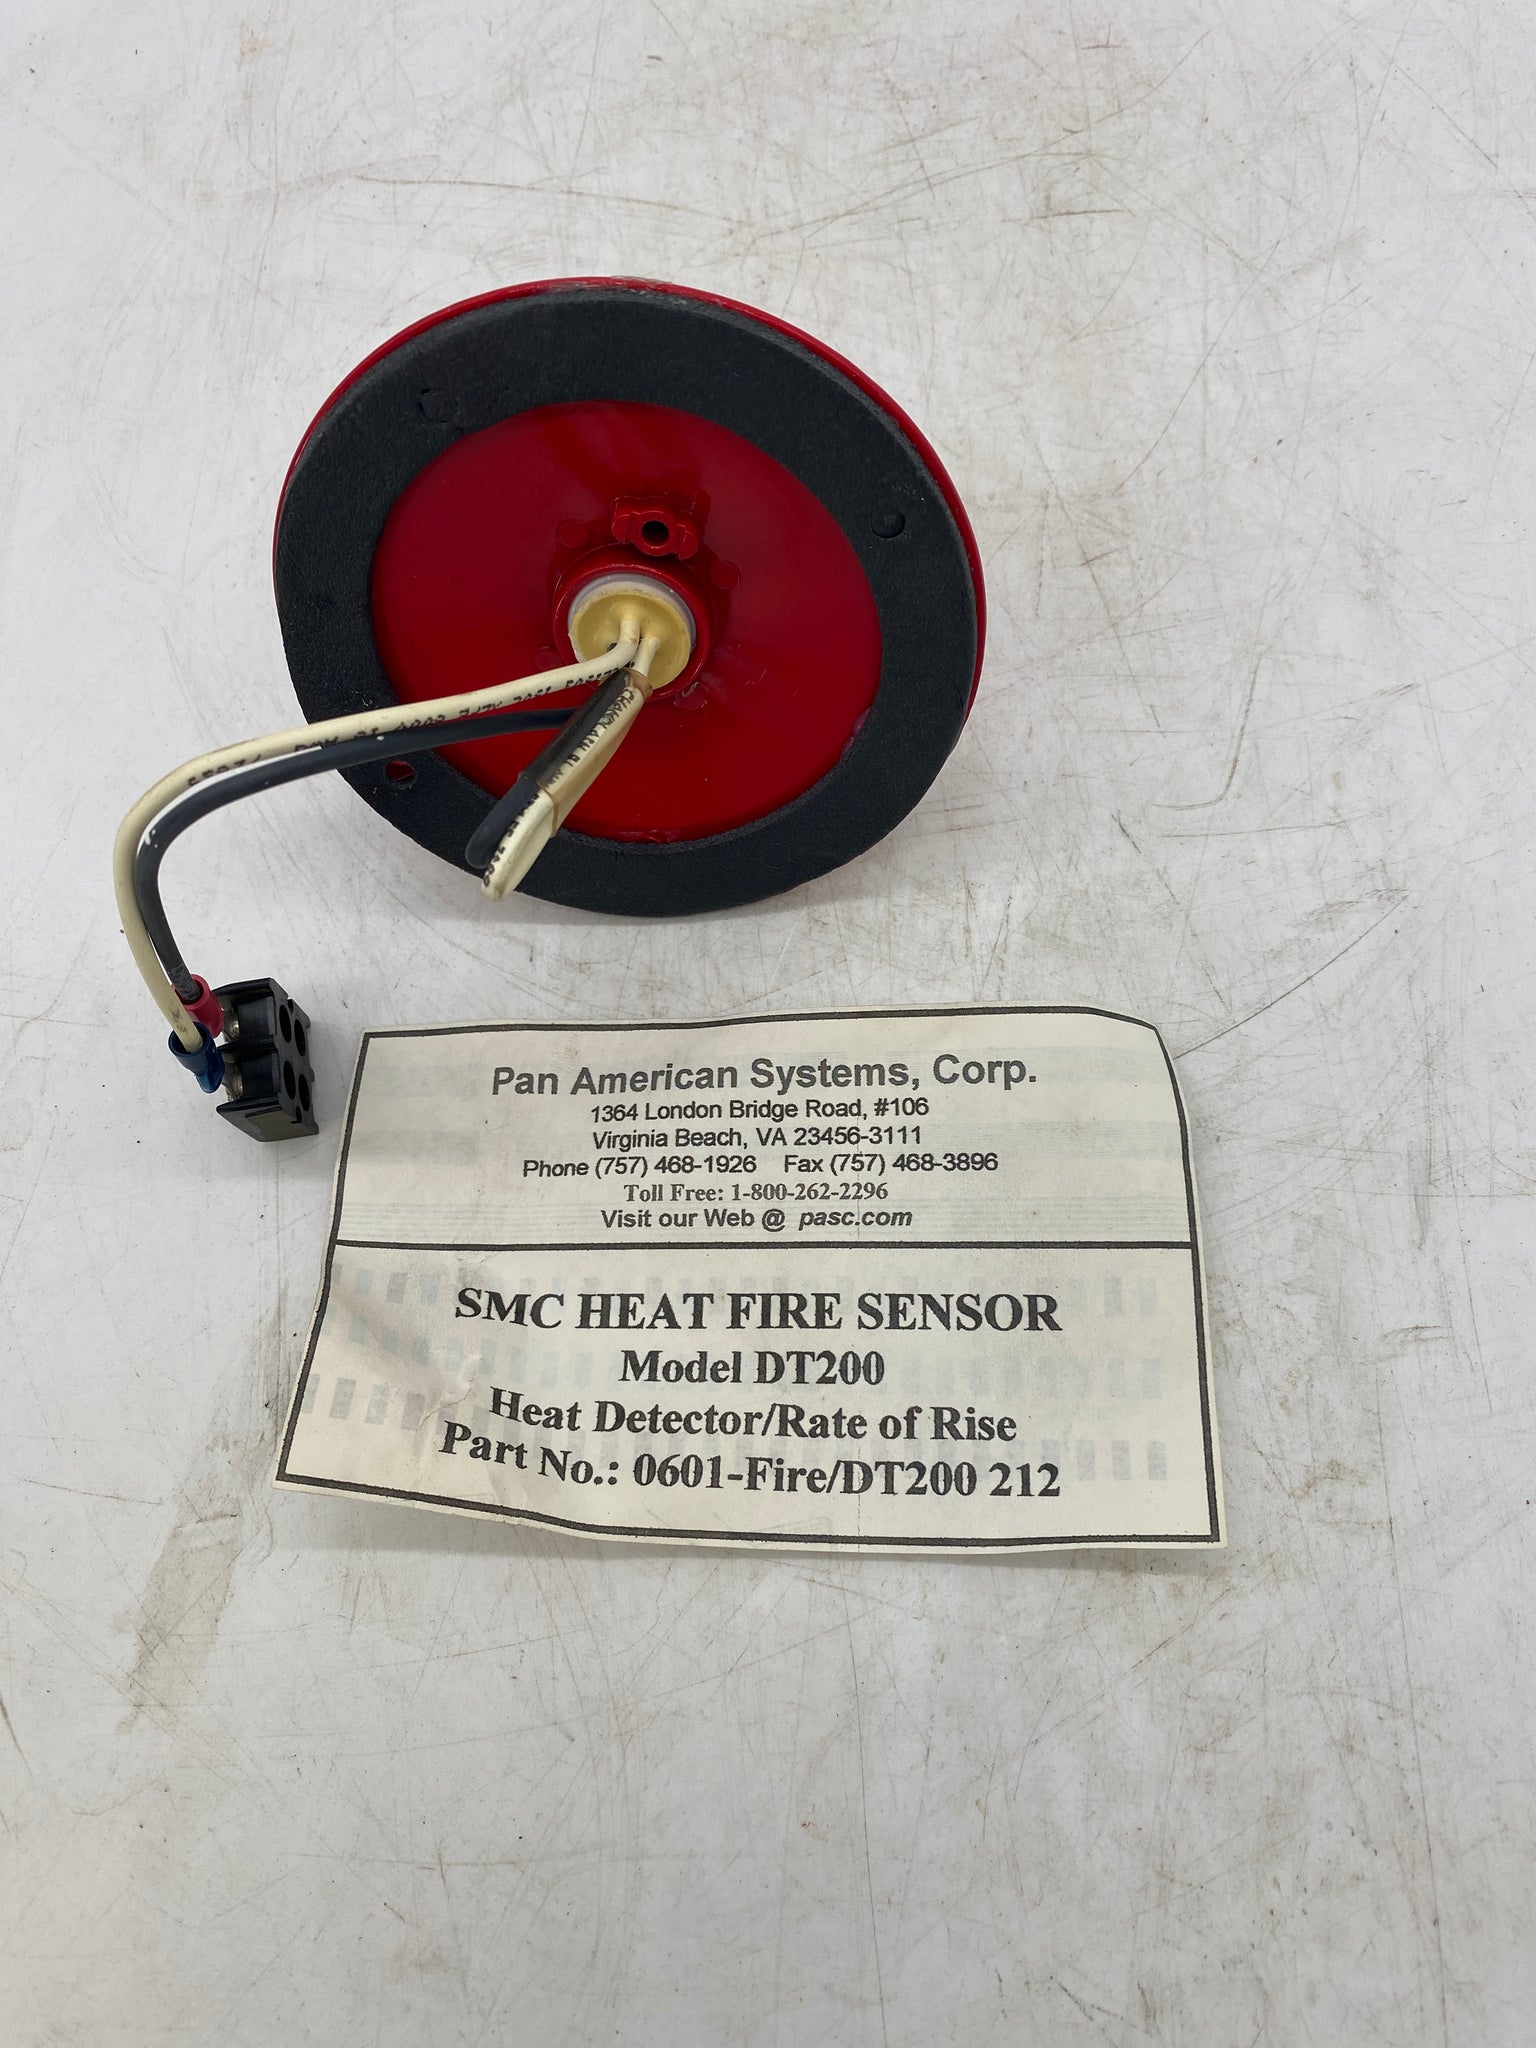 Pan American Systems, Corp.
1364 London Bridge Road, #106
Virginia Beach, VA 23456-3111
Phone (757) 468-1926 Fax (757) 468-3896
Toll Free: 1-800-262-2296
Visit our Web @ pasc.com
SMC HEAT FIRE SENSOR
Model DT200
Heat Detector/Rate of Rise
Part No.: 0601-Fire/DT200 212